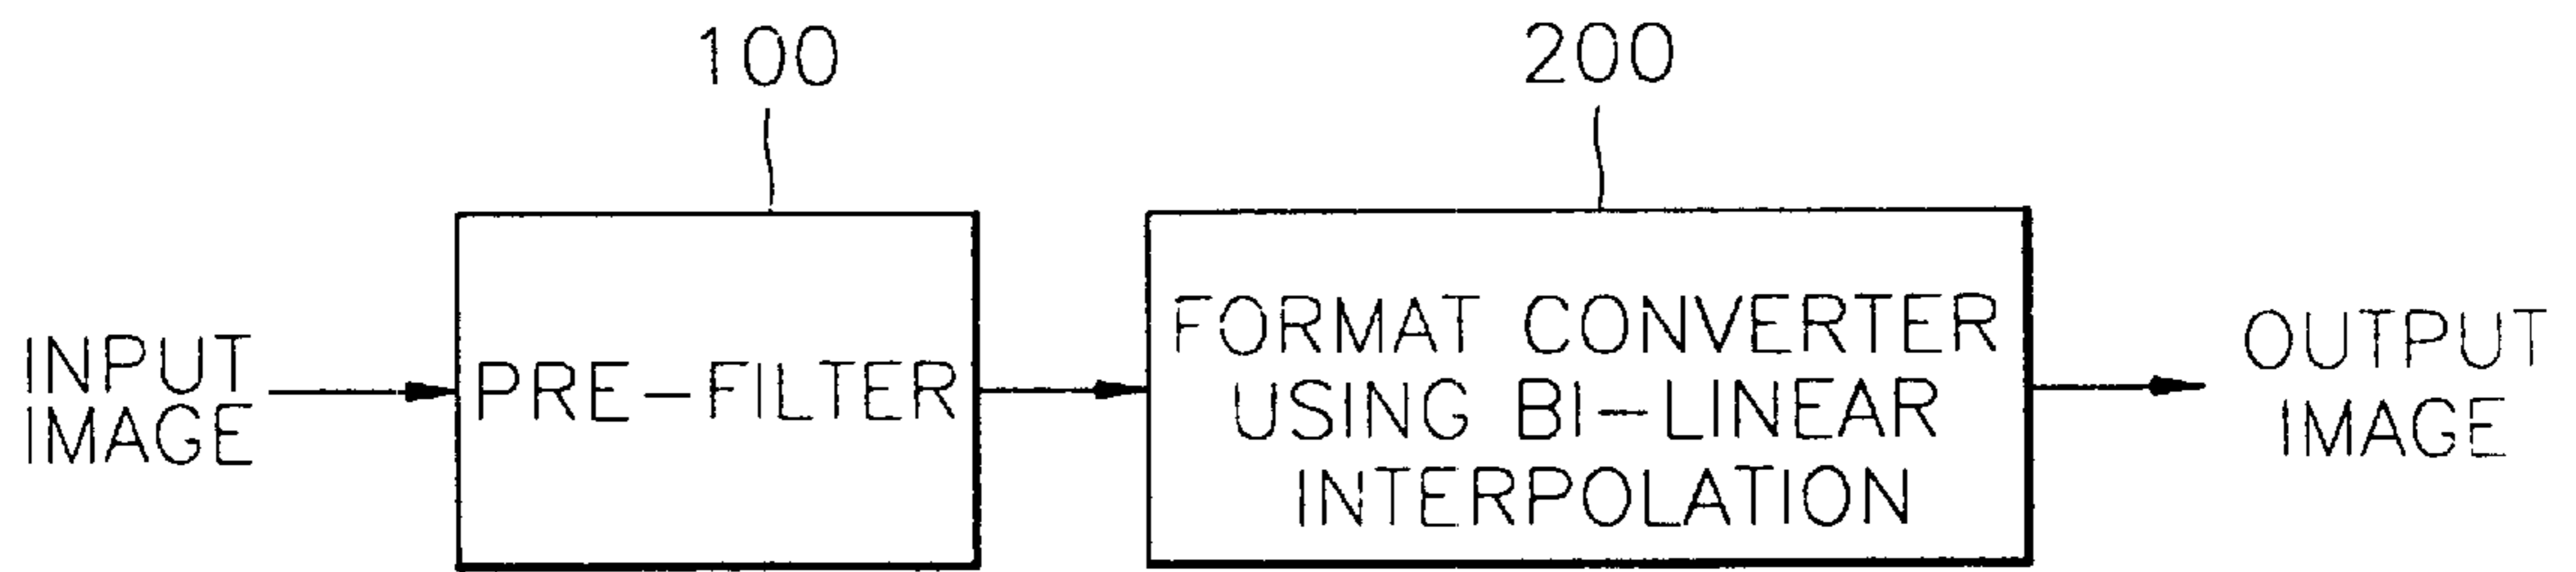 100
200
INPUT
IMAGE
PRE-FILTER
FORMAT CONVERTER
USING BI-LINEAR
INTERPOLATION
OUTPUT
IMAGE